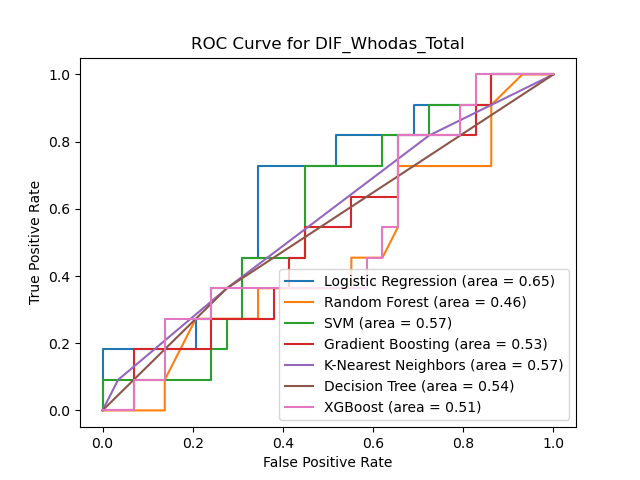 ROC Curve for DIF_Whodas_Total
True Positive Rate
1.0
0.8
0.6
0.4
0.2
0.0
Logistic Regression (area = 0.65)
Random Forest (area = 0.46)
SVM (area = 0.57)
Gradient Boosting (area = 0.53)
K-Nearest Neighbors (area = 0.57)
Decision Tree (area = 0.54)
XGBoost (area = 0.51)
0.0 0.2 0.4 0.6 0.8 1.0
False Positive Rate